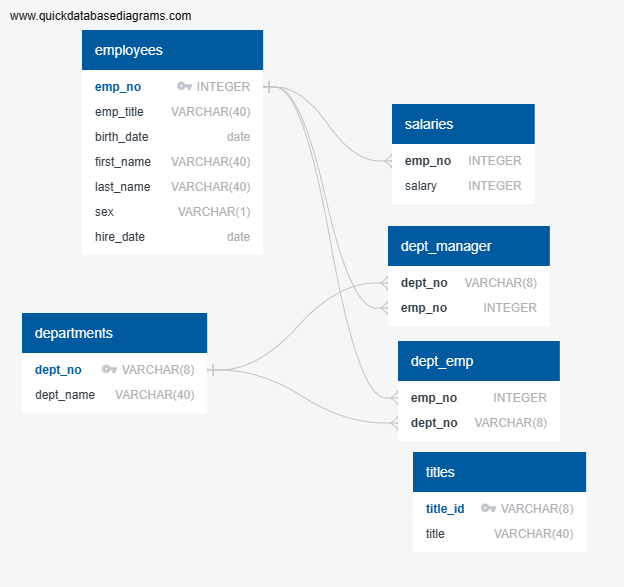 www.quickdatabasediagrams.com
employees
emp_no INTEGER
emp_title VARCHAR(40)
birth_date date
first_name VARCHAR(40)
last_name VARCHAR(40)
sex VARCHAR(1)
hire_date date
salaries
emp_no INTEGER
salary INTEGER
dept_manager
dept_no VARCHAR(8)
emp_no INTEGER
departments
dept_no VARCHAR(8)
dept_name VARCHAR(40)
dept_emp
emp_no INTEGER
dept_no VARCHAR(8)
titles
title_id VARCHAR(8)
title VARCHAR(40)